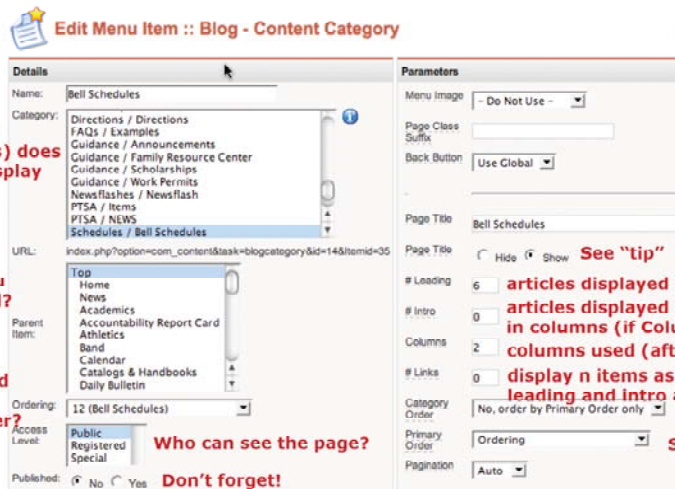 Edit Menu Item :: Blog - Content Category
Details
Name: Bell Schedules
Category:
Directions / Directions
FAQs / Examples
Guidance / Announcements
Guidance / Family Resource Center
Guidance / Scholarships
Guidance / Work Permits
Newsflashes / Newsflash
PTSA / Items
PTSA / NEWS
Schedules / Bell Schedules
s) does
splay
URL: index.php?option=com_content&task=blogcategory&id=14&Itemid=35
u
d?
Parent Item:
Top
Home
News
Academics
Accountability Report Card
Athletics
Band
Calendar
Catalogs & Handbooks
Daily Bulletin
d
Ordering: 12 (Bell Schedules)
er?
Access Level:
Public
Registered
Special
Who can see the page?
Published: No Yes Don't forget!
Parameters
Menu Image - Do Not Use -
Page Class Suffix
Back Button Use Global
Page Title Bell Schedules
Page Title Hide Show See "tip"
# Leading 6 articles displayed
# Intro 0 articles displayed
in columns (if Colu
Columns 2 columns used (aft
# Links 0 display n items as
leading and intro a
Category Order No, order by Primary Order only
Primary Order Ordering S
Pagination Auto